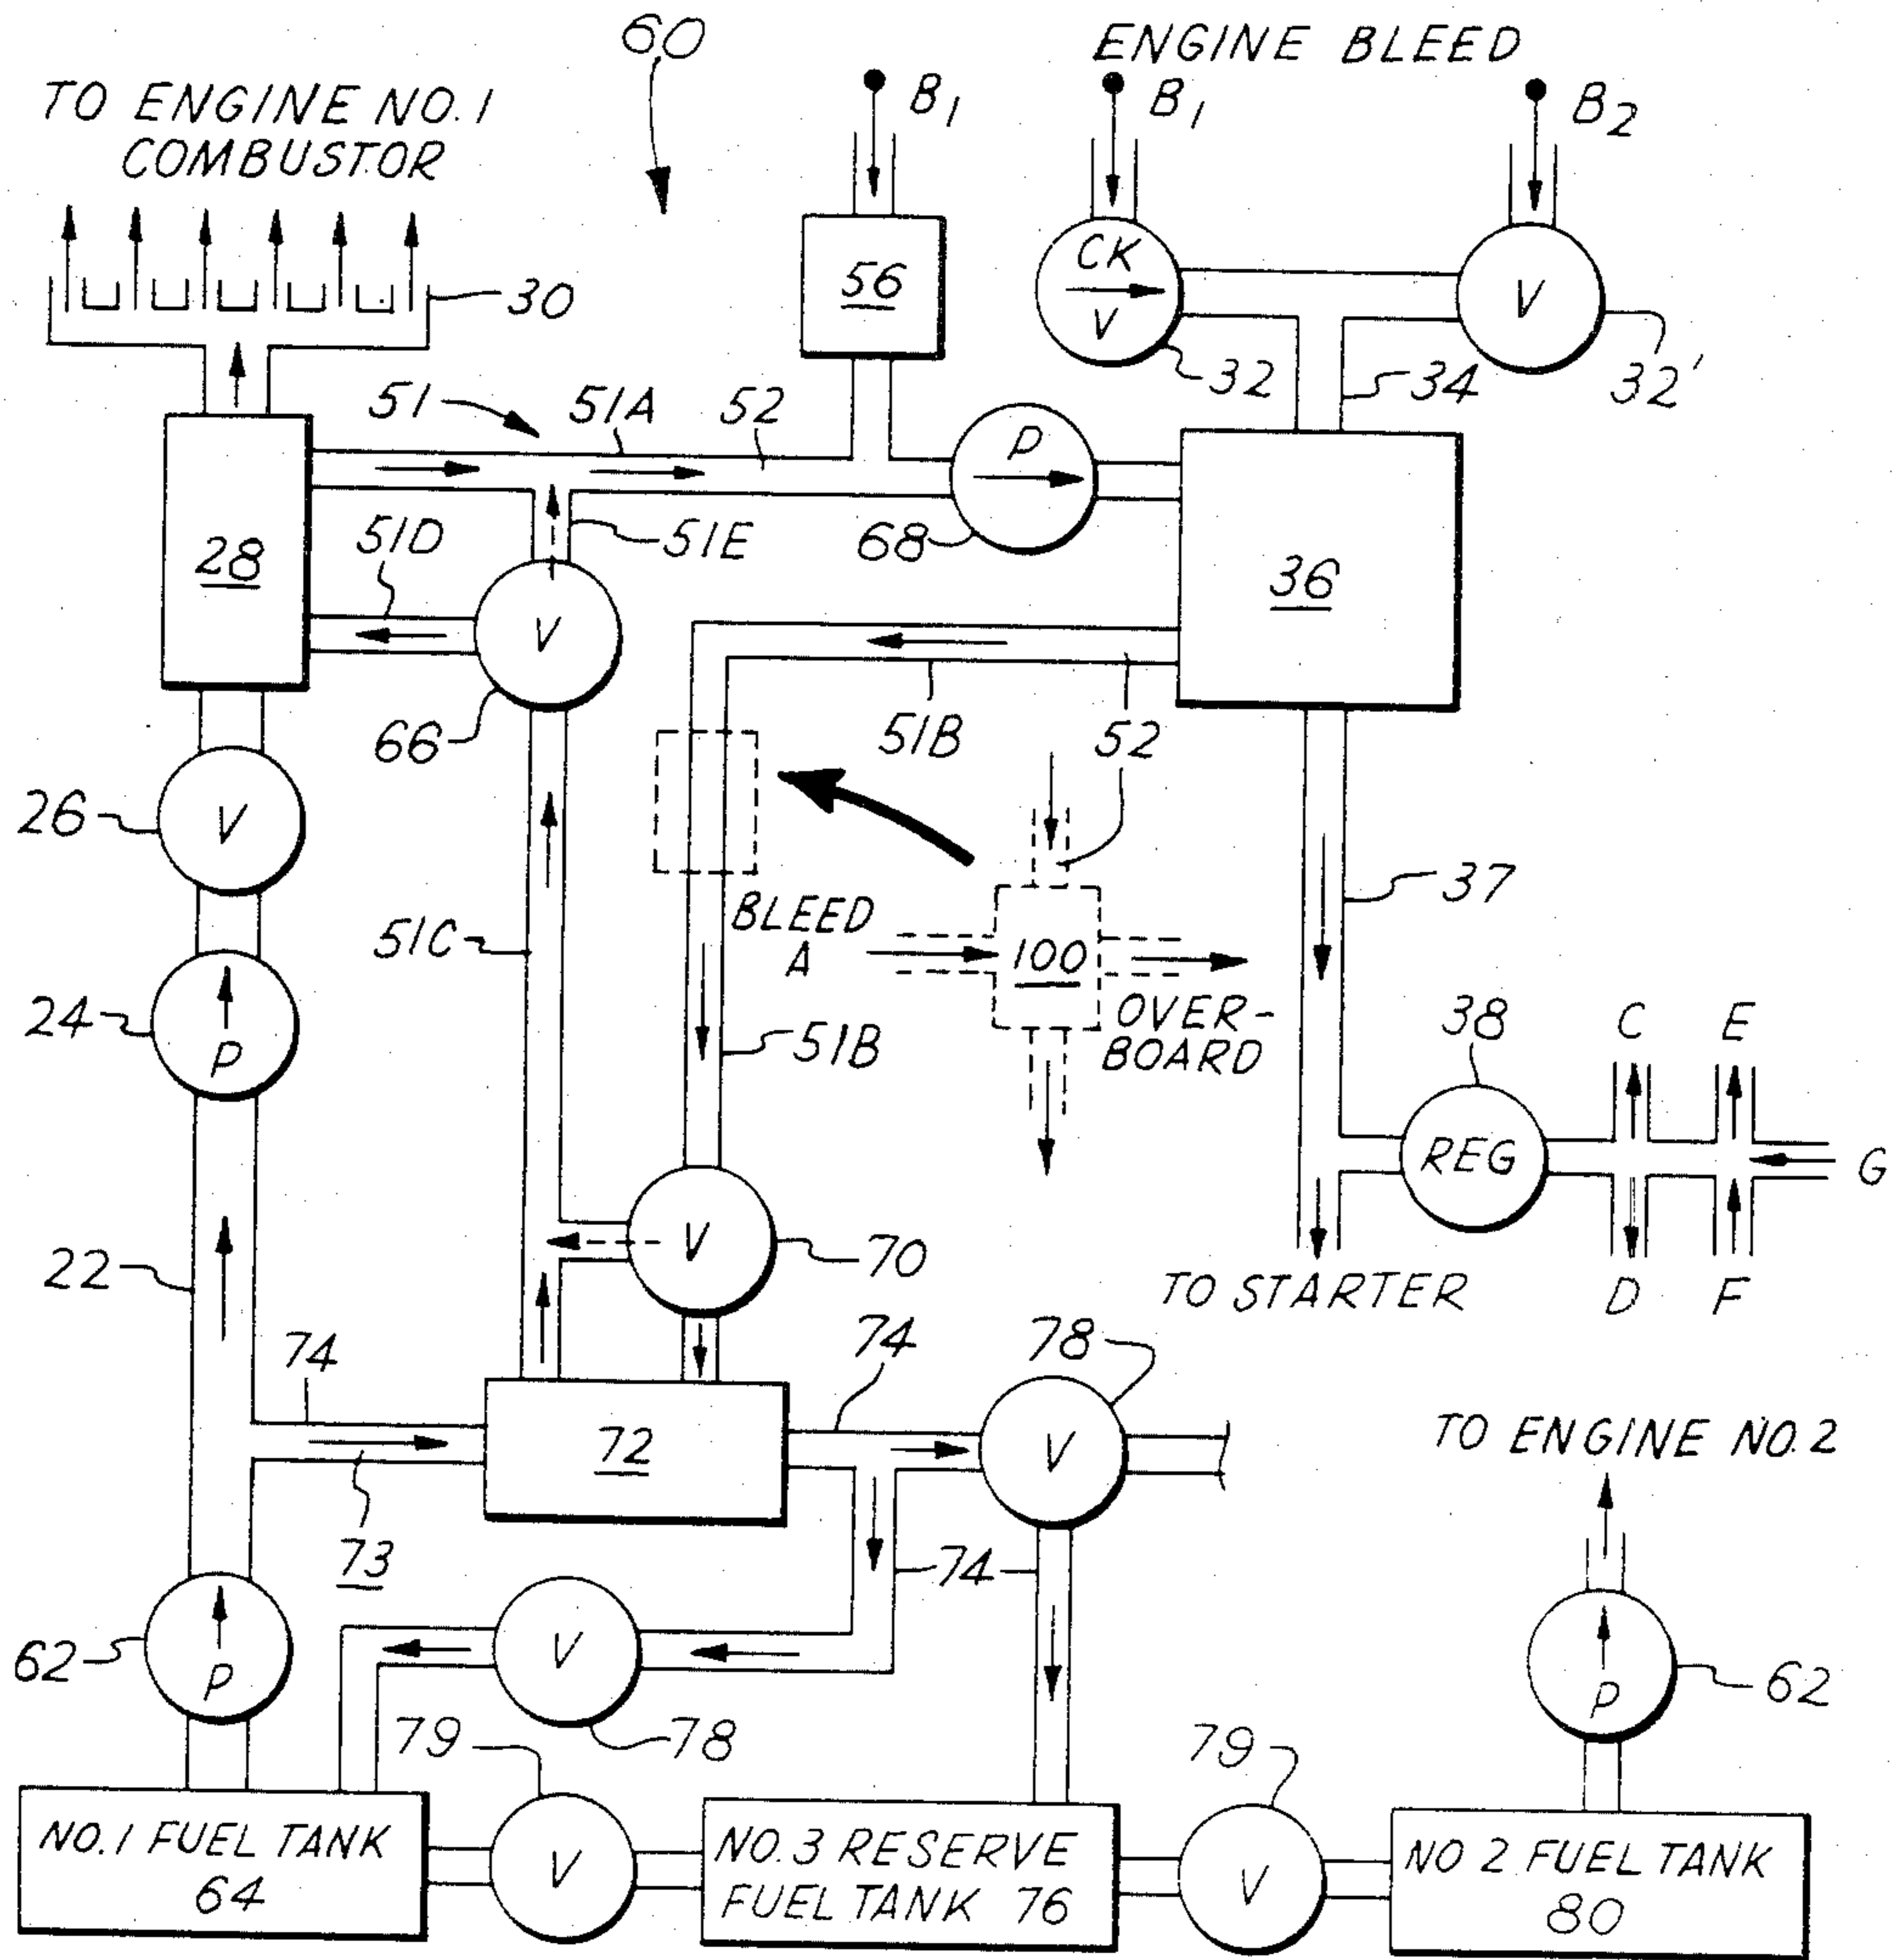 60
ENGINE BLEED
TO ENGINE NO. 1
COMBUSTOR
B1
B1
B2
30
56
CK
V
V
32
34
32'
51
51A
52
P
68
28
51D
51E
36
V
66
51B
52
26
V
37
BLEED
A
51C
100
24
P
OVER-
BOARD
51B
38
C
E
REG
G
22
V
70
TO STARTER
D
F
74
74
78
72
V
TO ENGINE NO. 2
73
74
62
P
V
P
62
79
78
79
NO. 1 FUEL TANK
64
V
NO. 3 RESERVE
FUEL TANK 76
V
NO 2 FUEL TANK
80